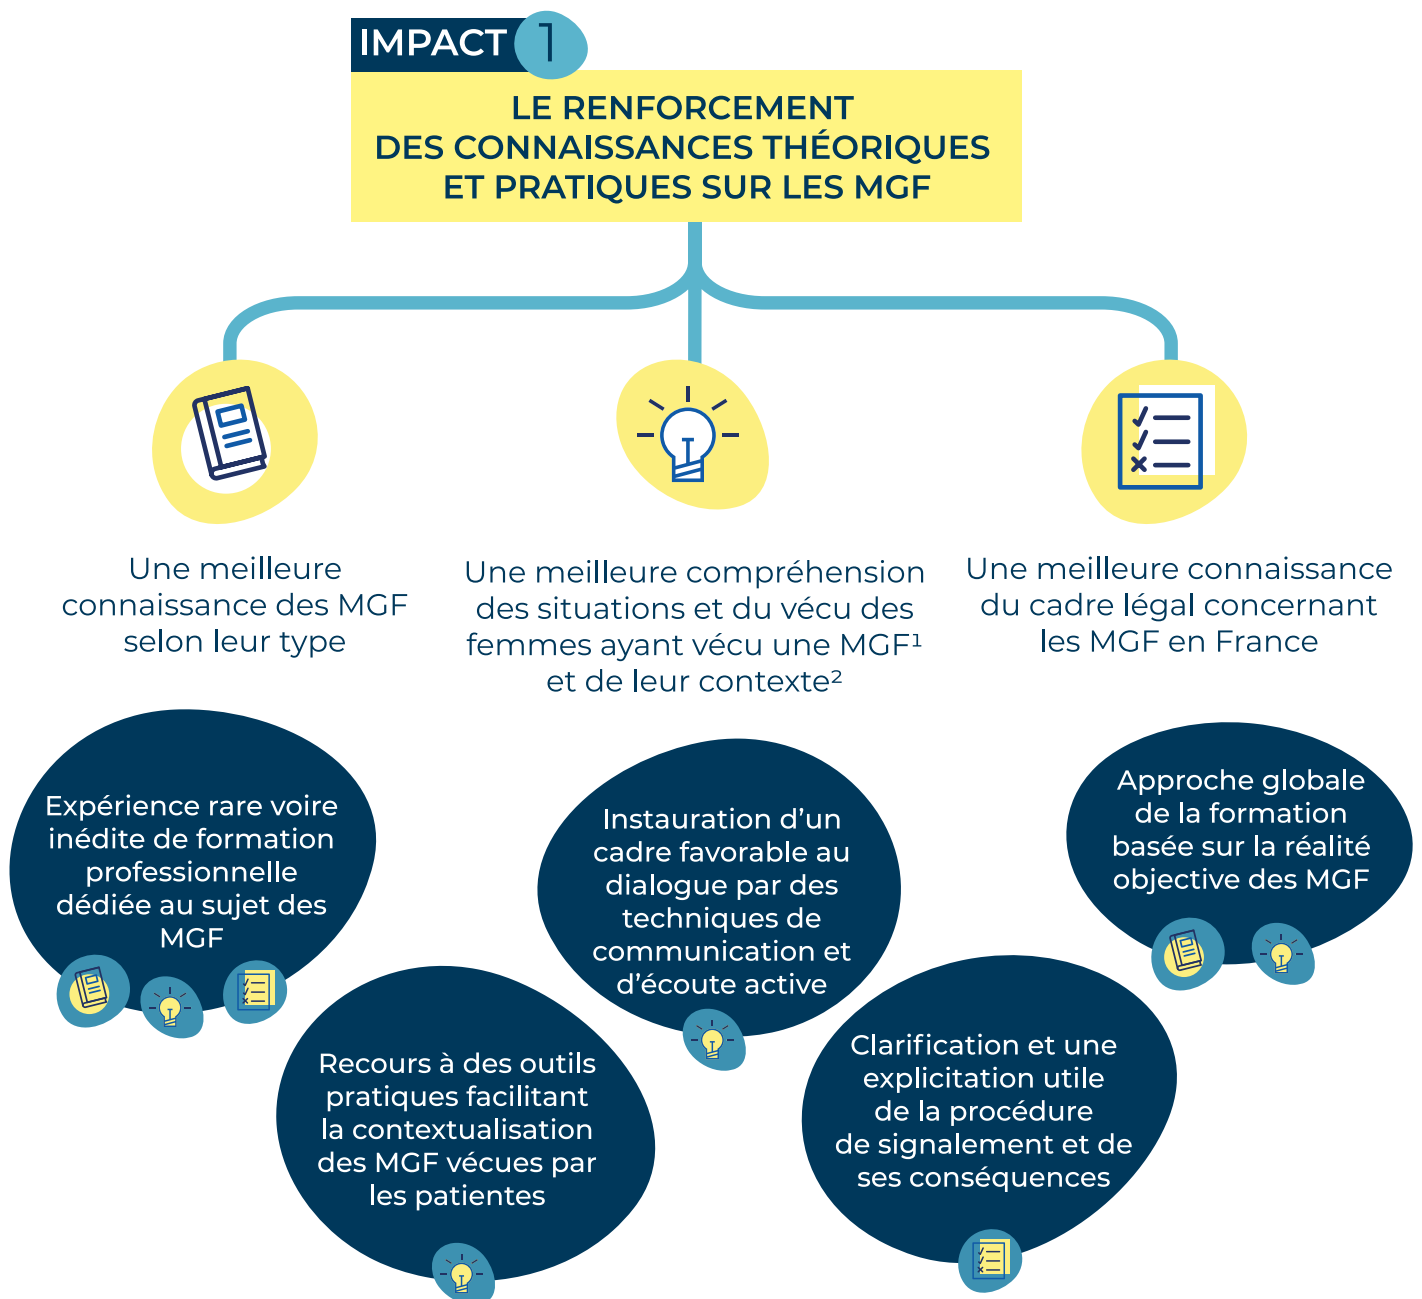 IMPACT 1
LE RENFORCEMENT
DES CONNAISSANCES THÉORIQUES
ET PRATIQUES SUR LES MGF
Une meilleure
connaissance des MGF
selon leur type
Une meilleure compréhension
des situations et du vécu des
femmes ayant vécu une MGF¹
et de leur contexte²
Une meilleure connaissance
du cadre légal concernant
les MGF en France
Expérience rare voire
inédite de formation
professionnelle
dédiée au sujet des
MGF
Recours à des outils
pratiques facilitant
la contextualisation
des MGF vécues par
les patientes
Instauration d’un
cadre favorable au
dialogue par des
techniques de
communication et
d’écoute active
Clarification et une
explicitation utile
de la procédure
de signalement et de
ses conséquences
Approche globale
de la formation
basée sur la réalité
objective des MGF